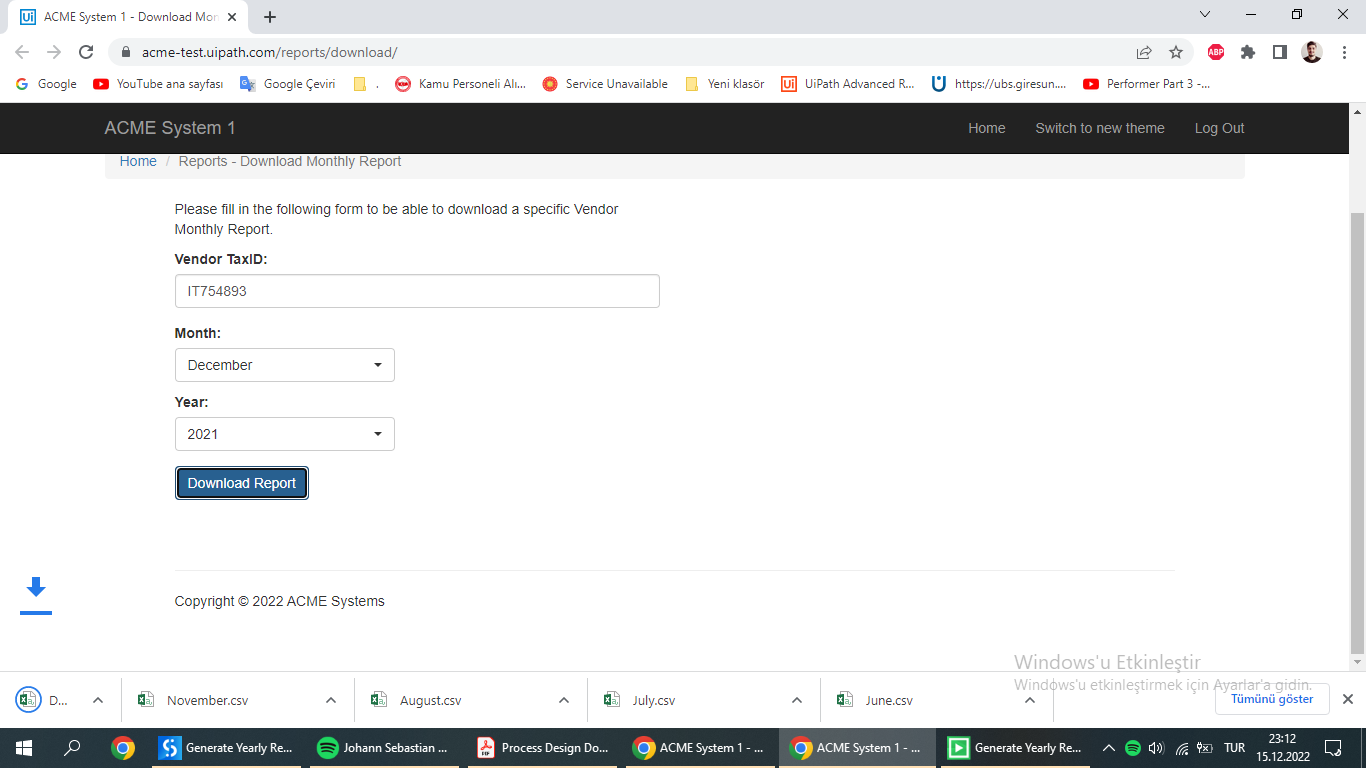 ACME System 1 - Download Mon
acme-test.uipath.com/reports/download/
ABP
Google
YouTube ana sayfası
Google Çeviri
.
Kamu Personeli Alı...
Service Unavailable
Yeni klasör
UiPath Advanced R...
https://ubs.giresun....
Performer Part 3 -...
ACME System 1
Home
Switch to new theme
Log Out
Home / Reports - Download Monthly Report
Please fill in the following form to be able to download a specific Vendor
Monthly Report.
Vendor TaxID:
IT754893
Month:
December
Year:
2021
Download Report
Copyright © 2022 ACME Systems
Windows'u Etkinleştir
Windows'u etkinleştirmek için Ayarlar'a gidin.
D...
November.csv
August.csv
July.csv
June.csv
Tümünü göster
Generate Yearly Re...
Johann Sebastian ...
Process Design Do...
ACME System 1 - ...
ACME System 1 - ...
Generate Yearly Re...
TUR
23:12
15.12.2022